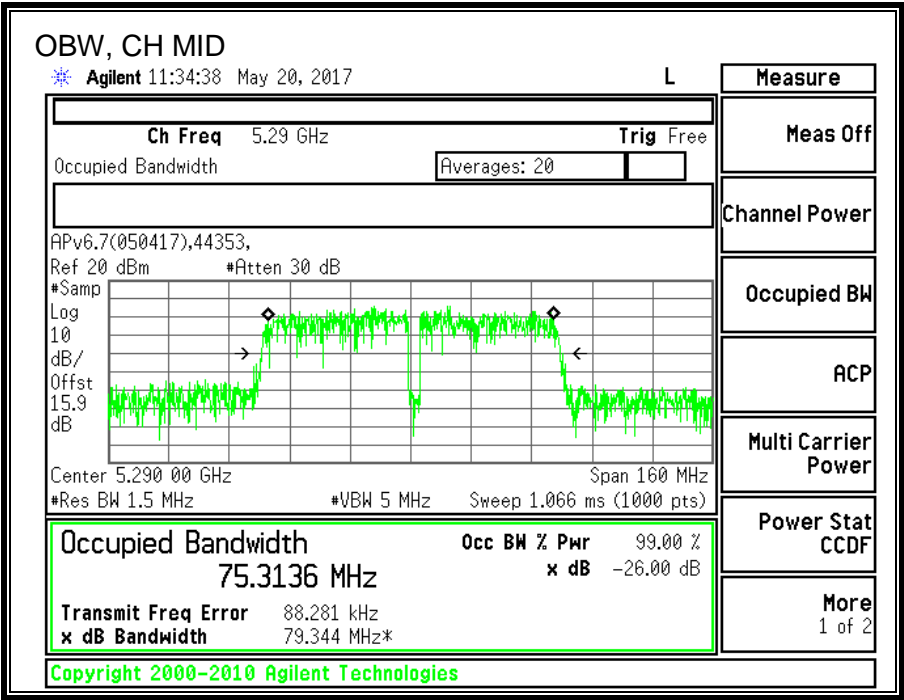 OBW, CH MID
Agilent 11:34:38 May 20, 2017 L
Measure
Ch Freq 5.29 GHz Trig Free
Occupied Bandwidth Averages: 20
APv6.7(050417),44353,
Ref 20 dBm #Atten 30 dB
#Samp
Log
10
dB/
Offst
15.9
dB
Center 5.290 00 GHz Span 160 MHz
#Res BW 1.5 MHz #VBW 5 MHz Sweep 1.066 ms (1000 pts)
Occupied Bandwidth Occ BW % Pwr 99.00 %
75.3136 MHz x dB -26.00 dB
Transmit Freq Error 88.281 kHz
x dB Bandwidth 79.344 MHz*
Copyright 2000-2010 Agilent Technologies
Meas Off
Channel Power
Occupied BW
ACP
Multi Carrier
Power
Power Stat
CCDF
More
1 of 2